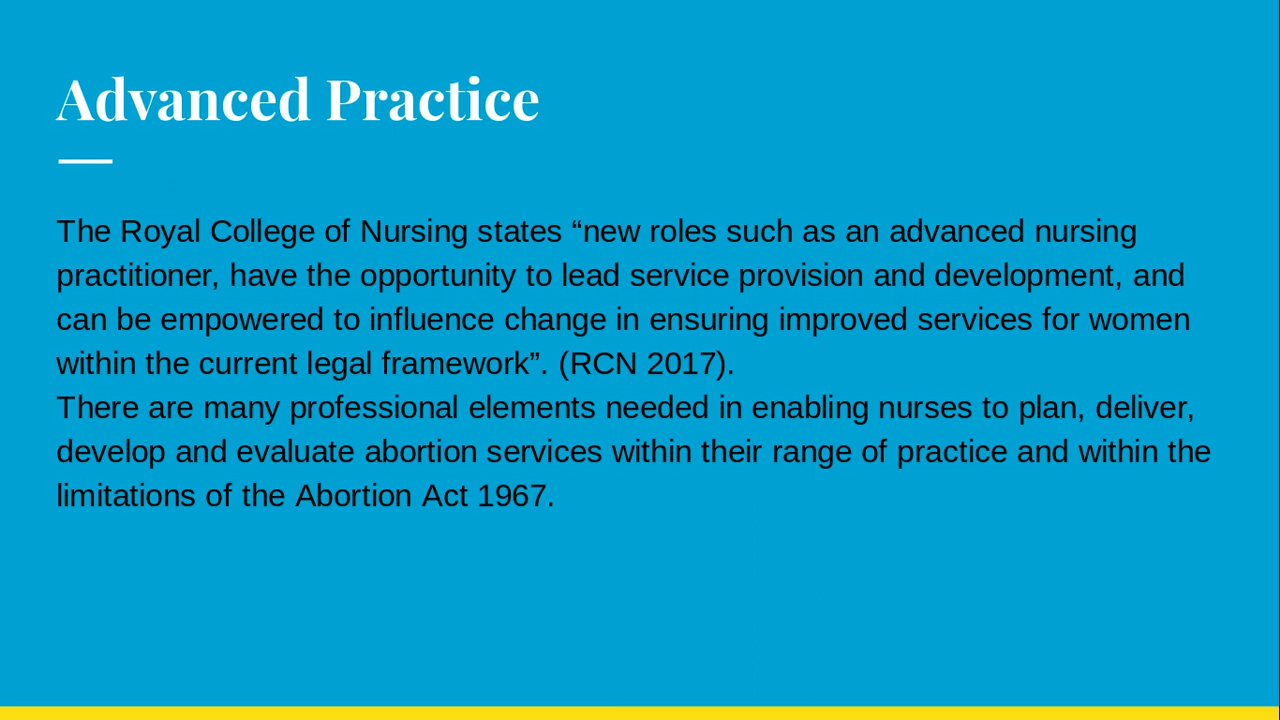 Advanced Practice
The Royal College of Nursing states “new roles such as an advanced nursing
practitioner, have the opportunity to lead service provision and development, and
can be empowered to influence change in ensuring improved services for women
within the current legal framework”. (RCN 2017).
There are many professional elements needed in enabling nurses to plan, deliver,
develop and evaluate abortion services within their range of practice and within the
limitations of the Abortion Act 1967.